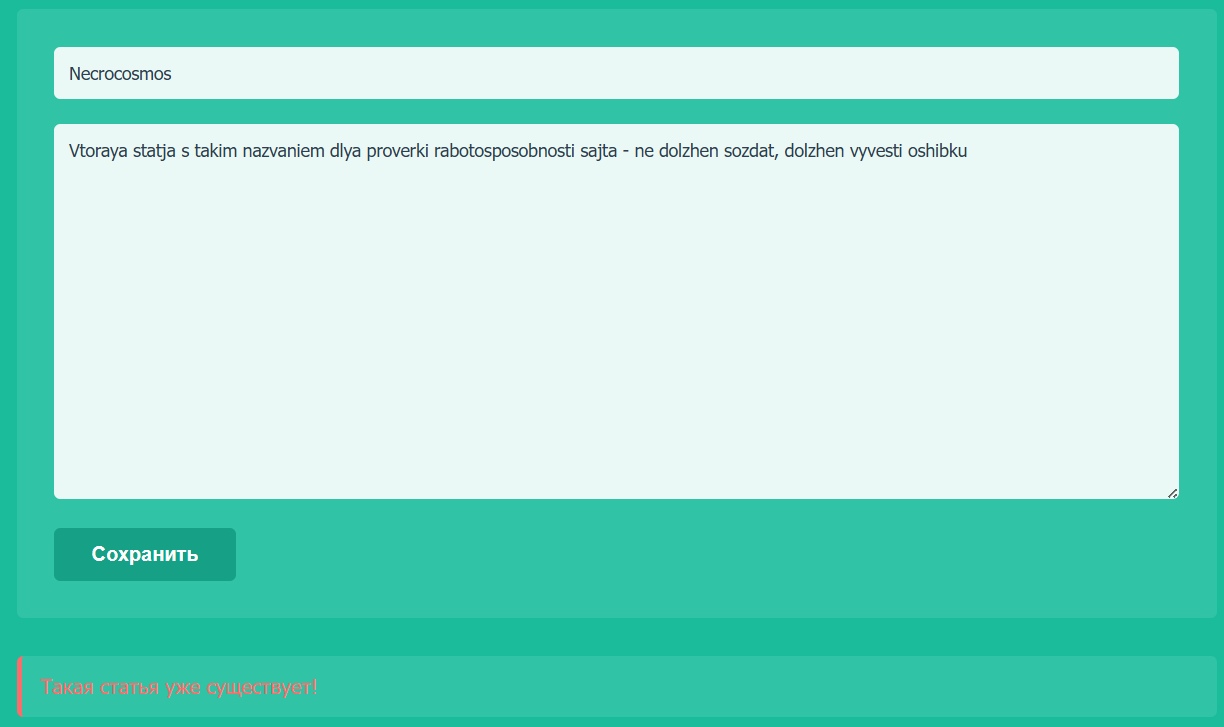 Necrocosmos
Vtoraya statja s takim nazvaniem dlya proverki rabotosposobnosti sajta - ne dolzhen sozdat, dolzhen vyvesti oshibku
Сохранить
Такая статья уже существует!